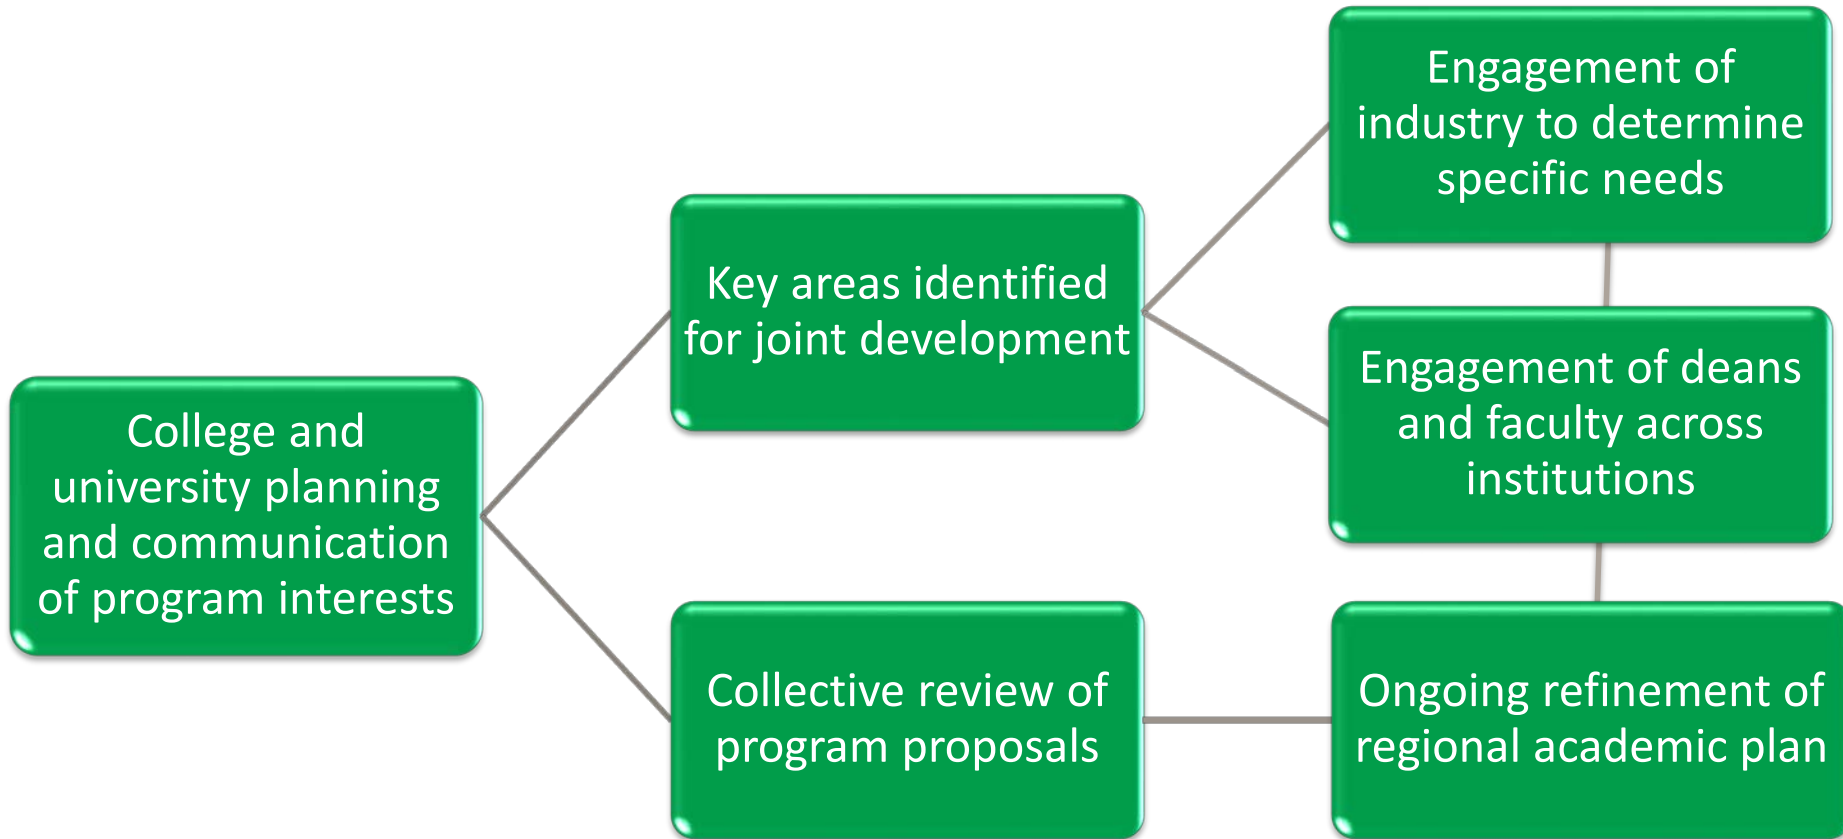 College and
university planning
and communication
of program interests
Key areas identified
for joint development
Collective review of
program proposals
Engagement of
industry to determine
specific needs
Engagement of deans
and faculty across
institutions
Ongoing refinement of
regional academic plan